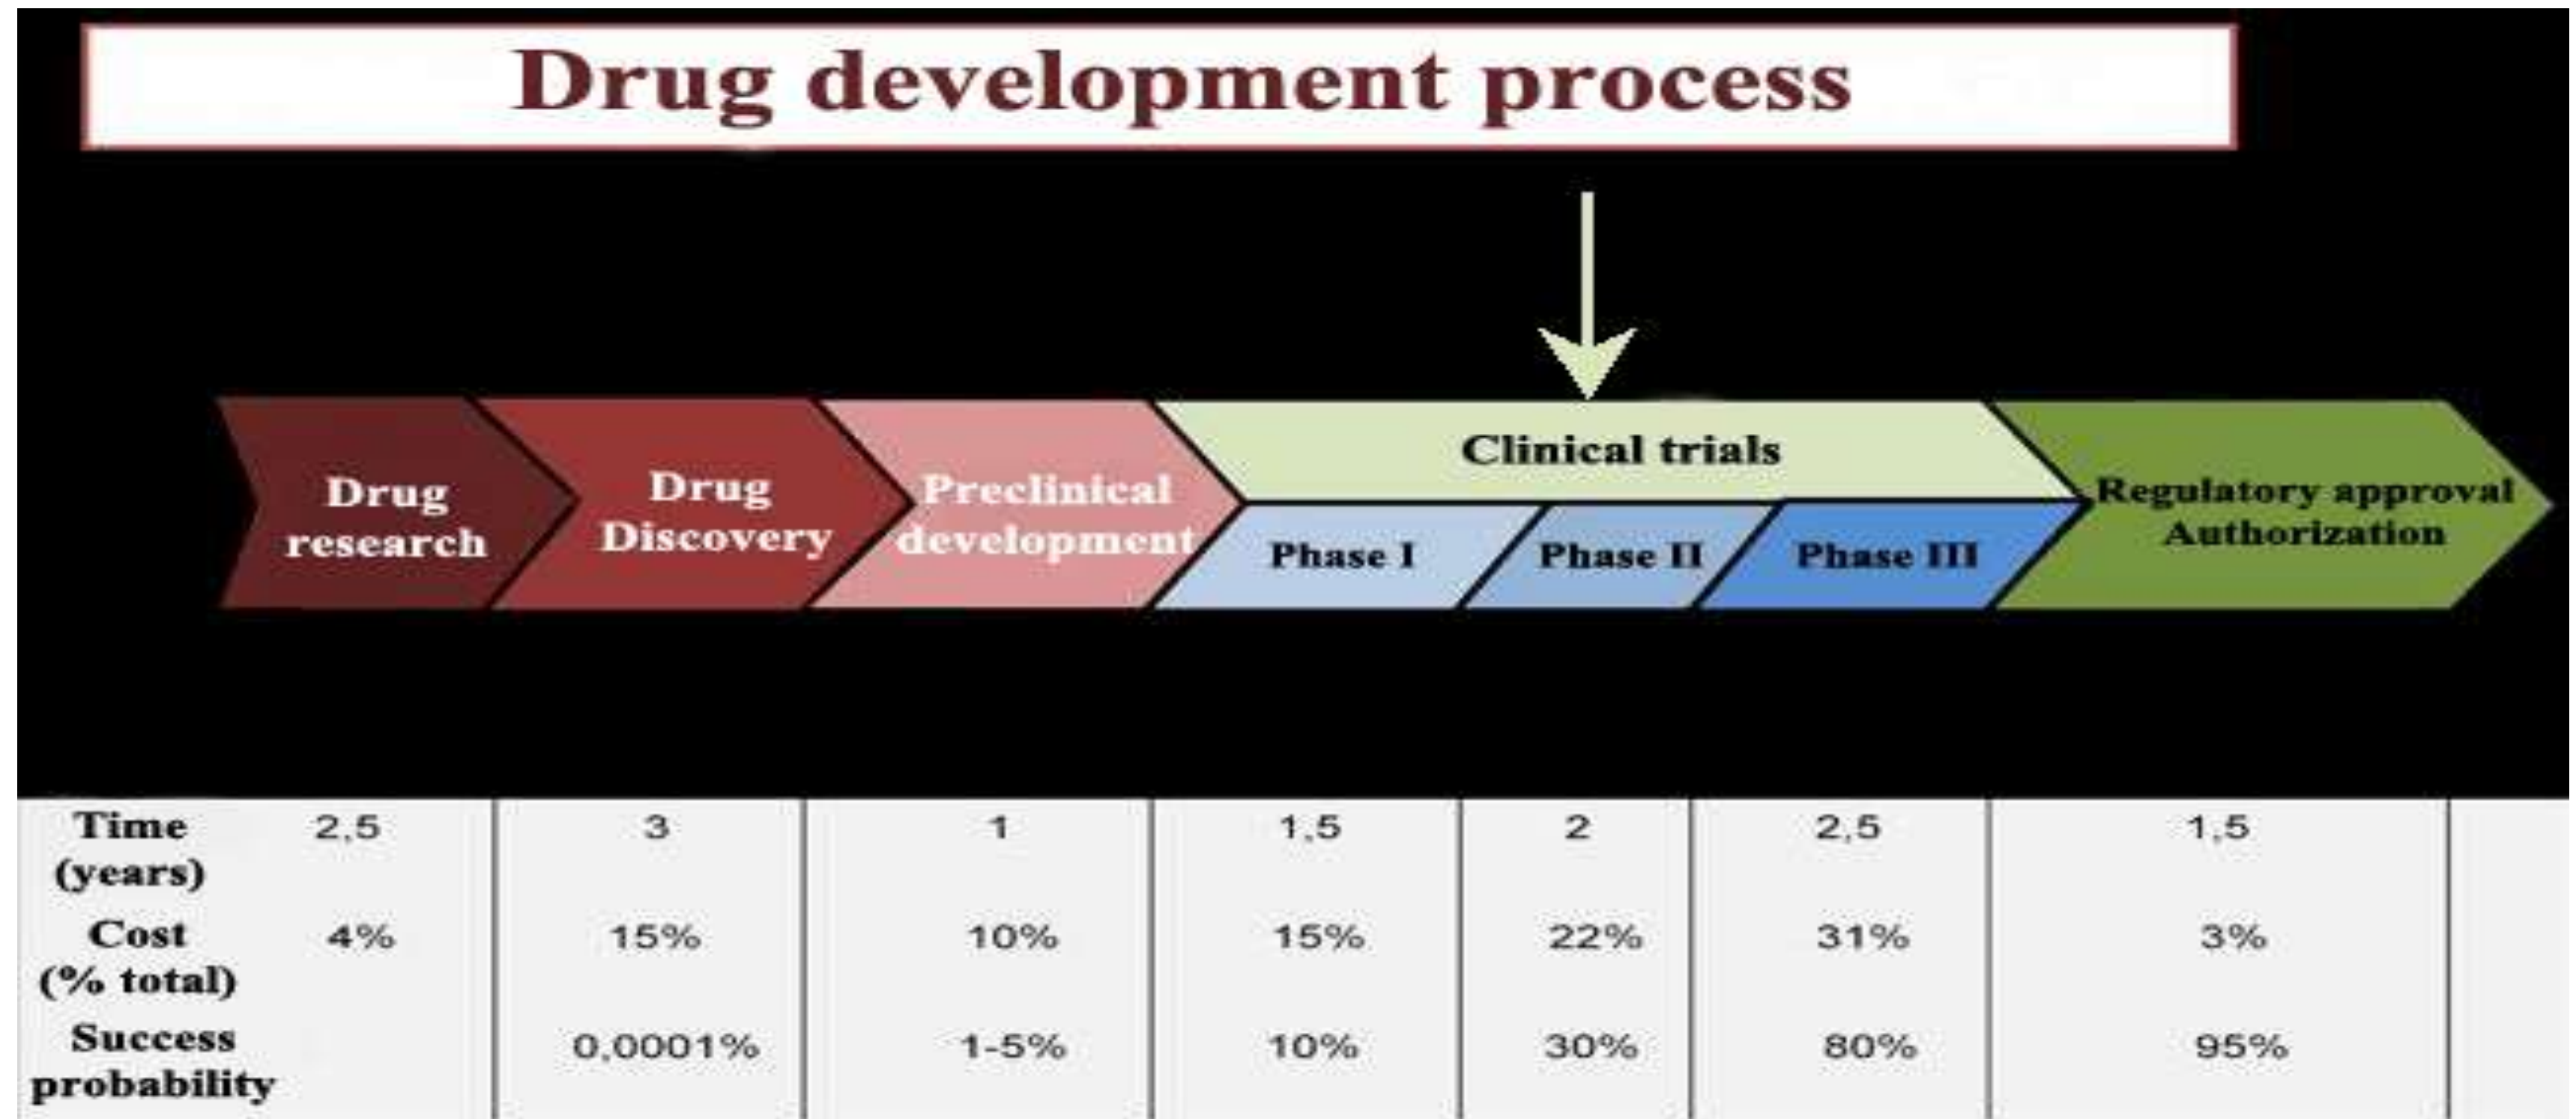 Drug development process
Clinical trials
Drug
research
Drug
Discovery
Preclinical
development
Phase I
Phase II
Phase III
Regulatory approval
Authorization
Time
(years)
2,5
3
1
1,5
2
2,5
1,5
Cost
(% total)
4%
15%
10%
15%
22%
31%
3%
Success
probability
0,0001%
1-5%
10%
30%
80%
95%